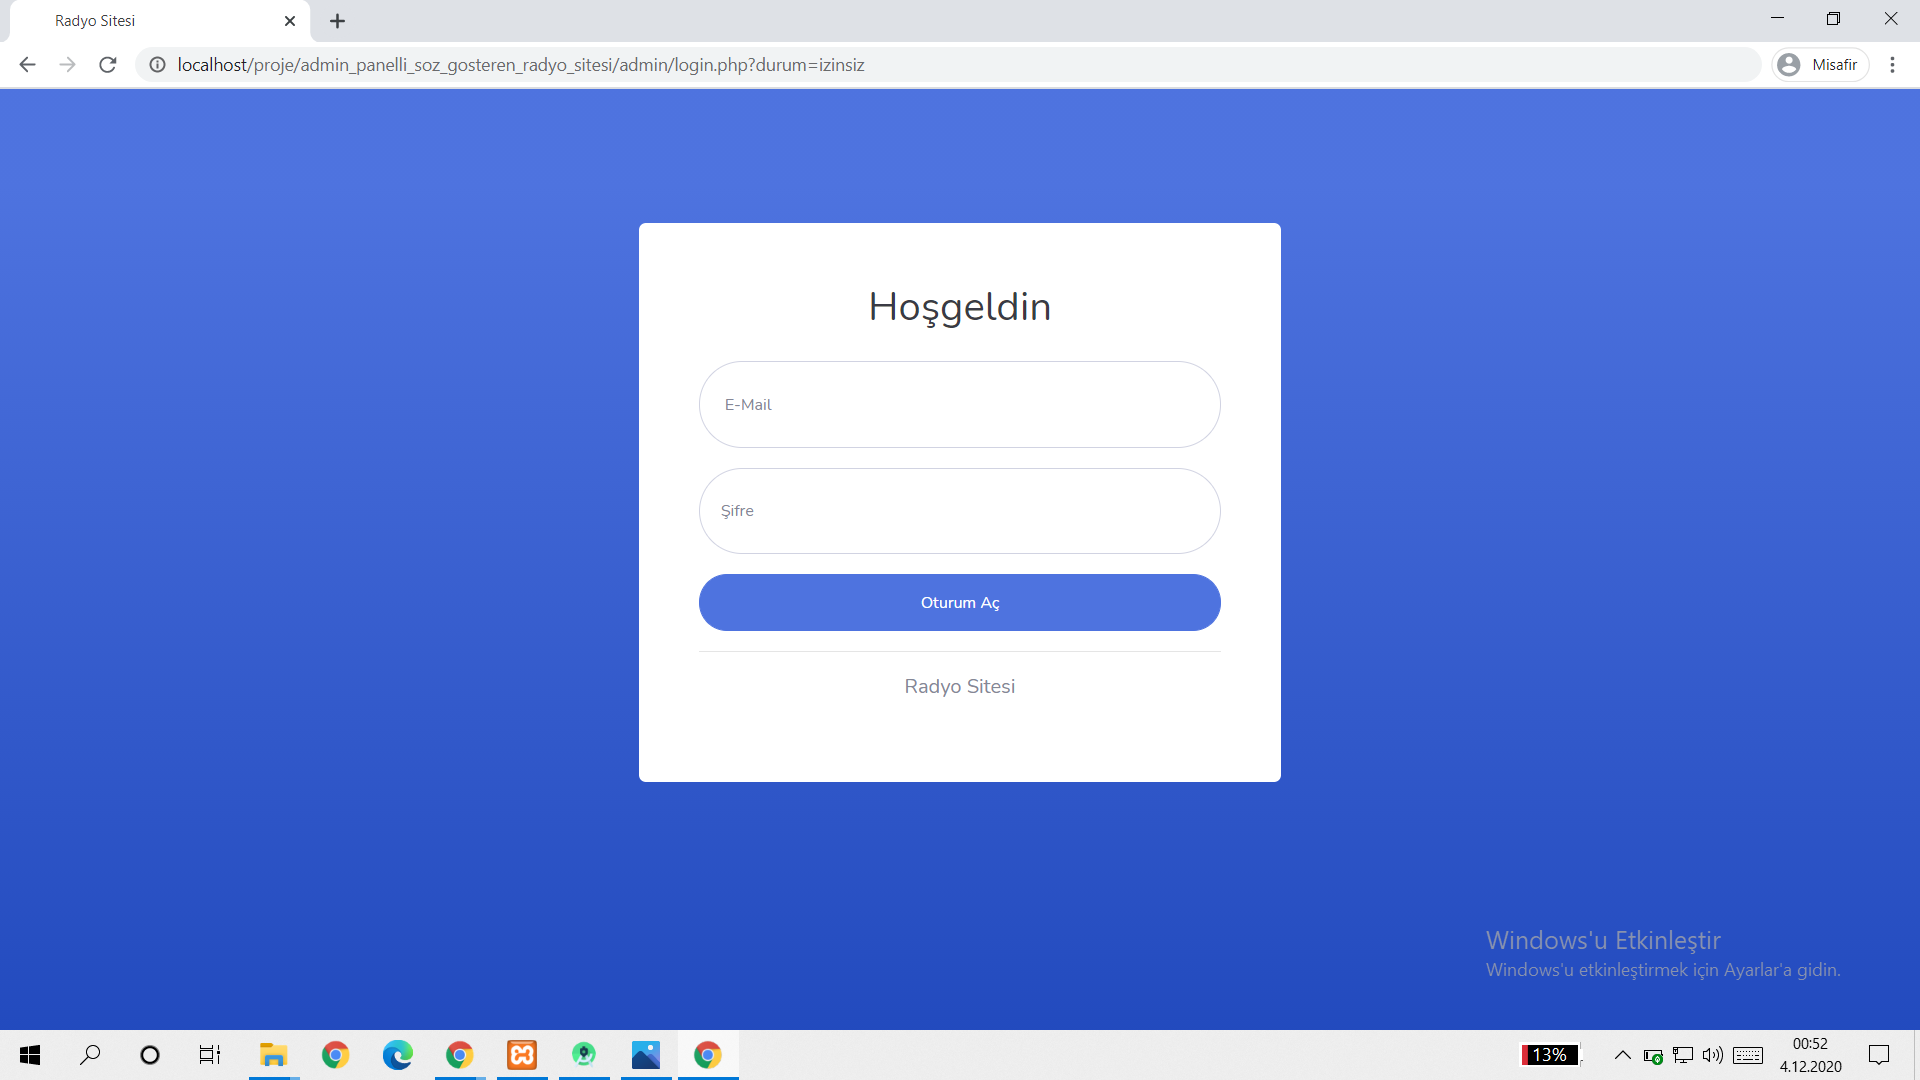 Radyo Sitesi
localhost/proje/admin_panelli_soz_gosteren_radyo_sitesi/admin/login.php?durum=izinsiz
Misafir
Hoşgeldin
E-Mail
Şifre
Oturum Aç
Radyo Sitesi
Windows'u Etkinleştir
Windows'u etkinleştirmek için Ayarlar'a gidin.
13%
00:52
4.12.2020